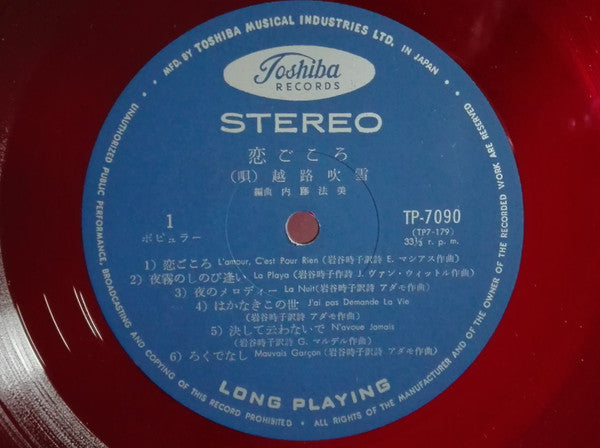 MFD. BY TOSHIBA MUSICAL INDUSTRIES LTD. IN JAPAN.
Toshiba
RECORDS
STEREO
恋ごころ
(唄) 越路吹雪
編曲 内藤法美
1
ポピュラー
TP-7090
(TP7-179)
33⅓ r. p. m.
1) 恋ごころ L'amour, C'est Pour Rien (岩谷時子訳詩 E. マシアス作曲)
2) 夜霧のしのび逢い La Playa (岩谷時子作詩 J. ヴァン・ウィットル作曲)
3) 夜のメロディー La Nuit (岩谷時子訳詩 アダモ作曲)
4) はかなきこの世 J'ai pas Demande La Vie
(岩谷時子訳詩 アダモ作曲)
5) 決して云わないで N'avoue Jamais
(岩谷時子訳詩 G. マルデル作曲)
6) ろくでなし Mauvais Garçon (岩谷時子訳詩 アダモ作曲)
LONG PLAYING
UNAUTHORIZED PUBLIC PERFORMANCE, BROADCASTING AND COPYING OF THIS RECORD PROHIBITED • ALL RIGHTS OF THE MANUFACTURER AND OF THE OWNER OF THE RECORDED WORK ARE RESERVED